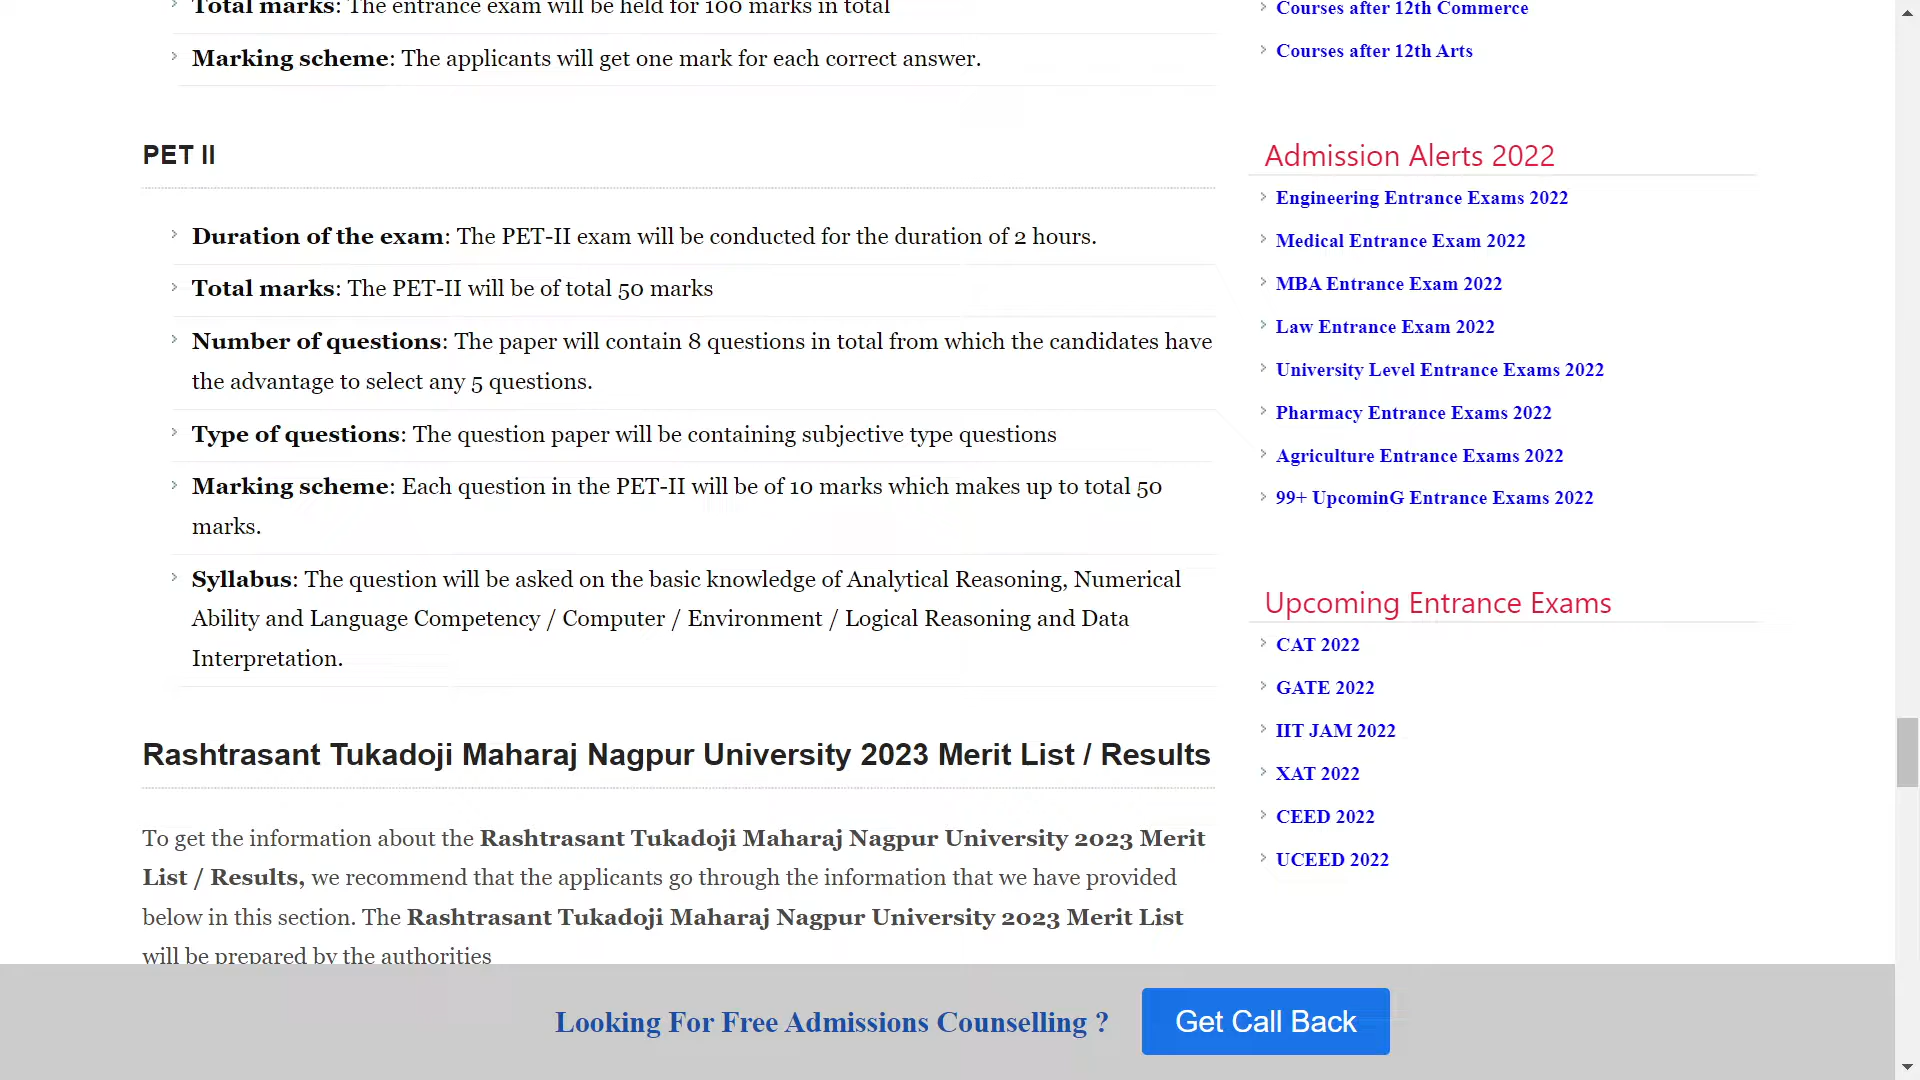 Total marks: The entrance exam will be held for 100 marks in total
Marking scheme: The applicants will get one mark for each correct answer.
PET II
Duration of the exam: The PET-II exam will be conducted for the duration of 2 hours.
Total marks: The PET-II will be of total 50 marks
Number of questions: The paper will contain 8 questions in total from which the candidates have
the advantage to select any 5 questions.
Type of questions: The question paper will be containing subjective type questions
Marking scheme: Each question in the PET-II will be of 10 marks which makes up to total 50
marks.
Syllabus: The question will be asked on the basic knowledge of Analytical Reasoning, Numerical
Ability and Language Competency / Computer / Environment / Logical Reasoning and Data
Interpretation.
Rashtrasant Tukadoji Maharaj Nagpur University 2023 Merit List / Results
To get the information about the Rashtrasant Tukadoji Maharaj Nagpur University 2023 Merit
List / Results, we recommend that the applicants go through the information that we have provided
below in this section. The Rashtrasant Tukadoji Maharaj Nagpur University 2023 Merit List
will be prepared by the authorities
Courses after 12th Commerce
Courses after 12th Arts
Admission Alerts 2022
Engineering Entrance Exams 2022
Medical Entrance Exam 2022
MBA Entrance Exam 2022
Law Entrance Exam 2022
University Level Entrance Exams 2022
Pharmacy Entrance Exams 2022
Agriculture Entrance Exams 2022
99+ UpcominG Entrance Exams 2022
Upcoming Entrance Exams
CAT 2022
GATE 2022
IIT JAM 2022
XAT 2022
CEED 2022
UCEED 2022
Looking For Free Admissions Counselling ?
Get Call Back